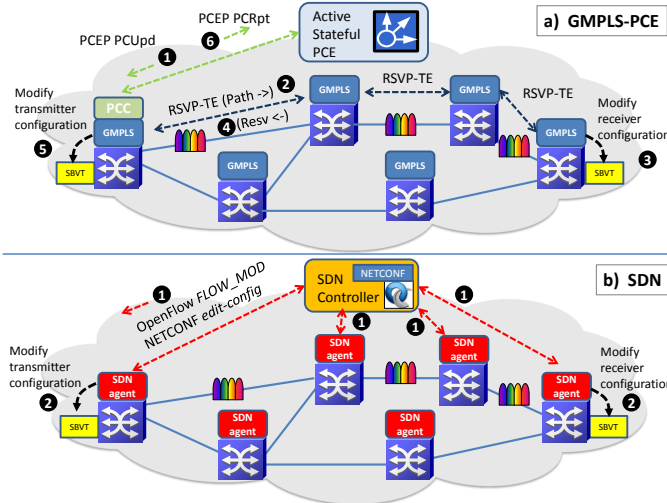 PCEP PCUpd
PCEP PCRpt
1
6
Active
Stateful
PCE
a) GMPLS-PCE
Modify
transmitter
configuration
PCC
GMPLS
RSVP-TE (Path ->)
2
4
(Resv <-)
GMPLS
RSVP-TE
GMPLS
RSVP-TE
GMPLS
Modify
receiver
configuration
5
SBVT
GMPLS
GMPLS
SBVT
3
1
OpenFlow FLOW_MOD
NETCONF edit-config
NETCONF
SDN
Controller
b) SDN
1
1
1
Modify
transmitter
configuration
SDN
agent
SDN
agent
SDN
agent
SDN
agent
Modify
receiver
configuration
2
SBVT
SDN
agent
SDN
agent
SBVT
2